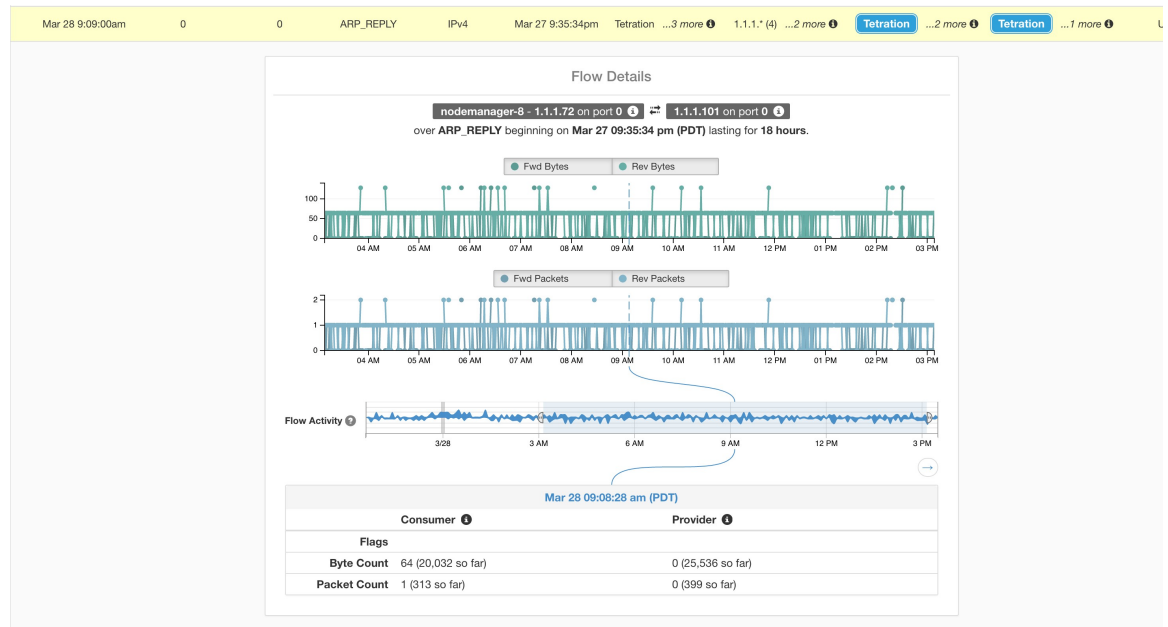 Mar 28 9:09:00am 0 0 ARP_REPLY IPv4 Mar 27 9:35:34pm Tetration ...3 more 1.1.1.* (4) ...2 more Tetration ...2 more Tetration ...1 more U
Flow Details
nodemanager-8 - 1.1.1.72 on port 0 1.1.1.101 on port 0
over ARP_REPLY beginning on Mar 27 09:35:34 pm (PDT) lasting for 18 hours.
Fwd Bytes Rev Bytes
100
50
0
04 AM 05 AM 06 AM 07 AM 08 AM 09 AM 10 AM 11 AM 12 PM 01 PM 02 PM 03 PM
Fwd Packets Rev Packets
2
1
0
04 AM 05 AM 06 AM 07 AM 08 AM 09 AM 10 AM 11 AM 12 PM 01 PM 02 PM 03 PM
Flow Activity ?
3/28 3 AM 6 AM 9 AM 12 PM 3 PM
Mar 28 09:08:28 am (PDT)
Consumer Provider
Flags
Byte Count 64 (20,032 so far) 0 (25,536 so far)
Packet Count 1 (313 so far) 0 (399 so far)